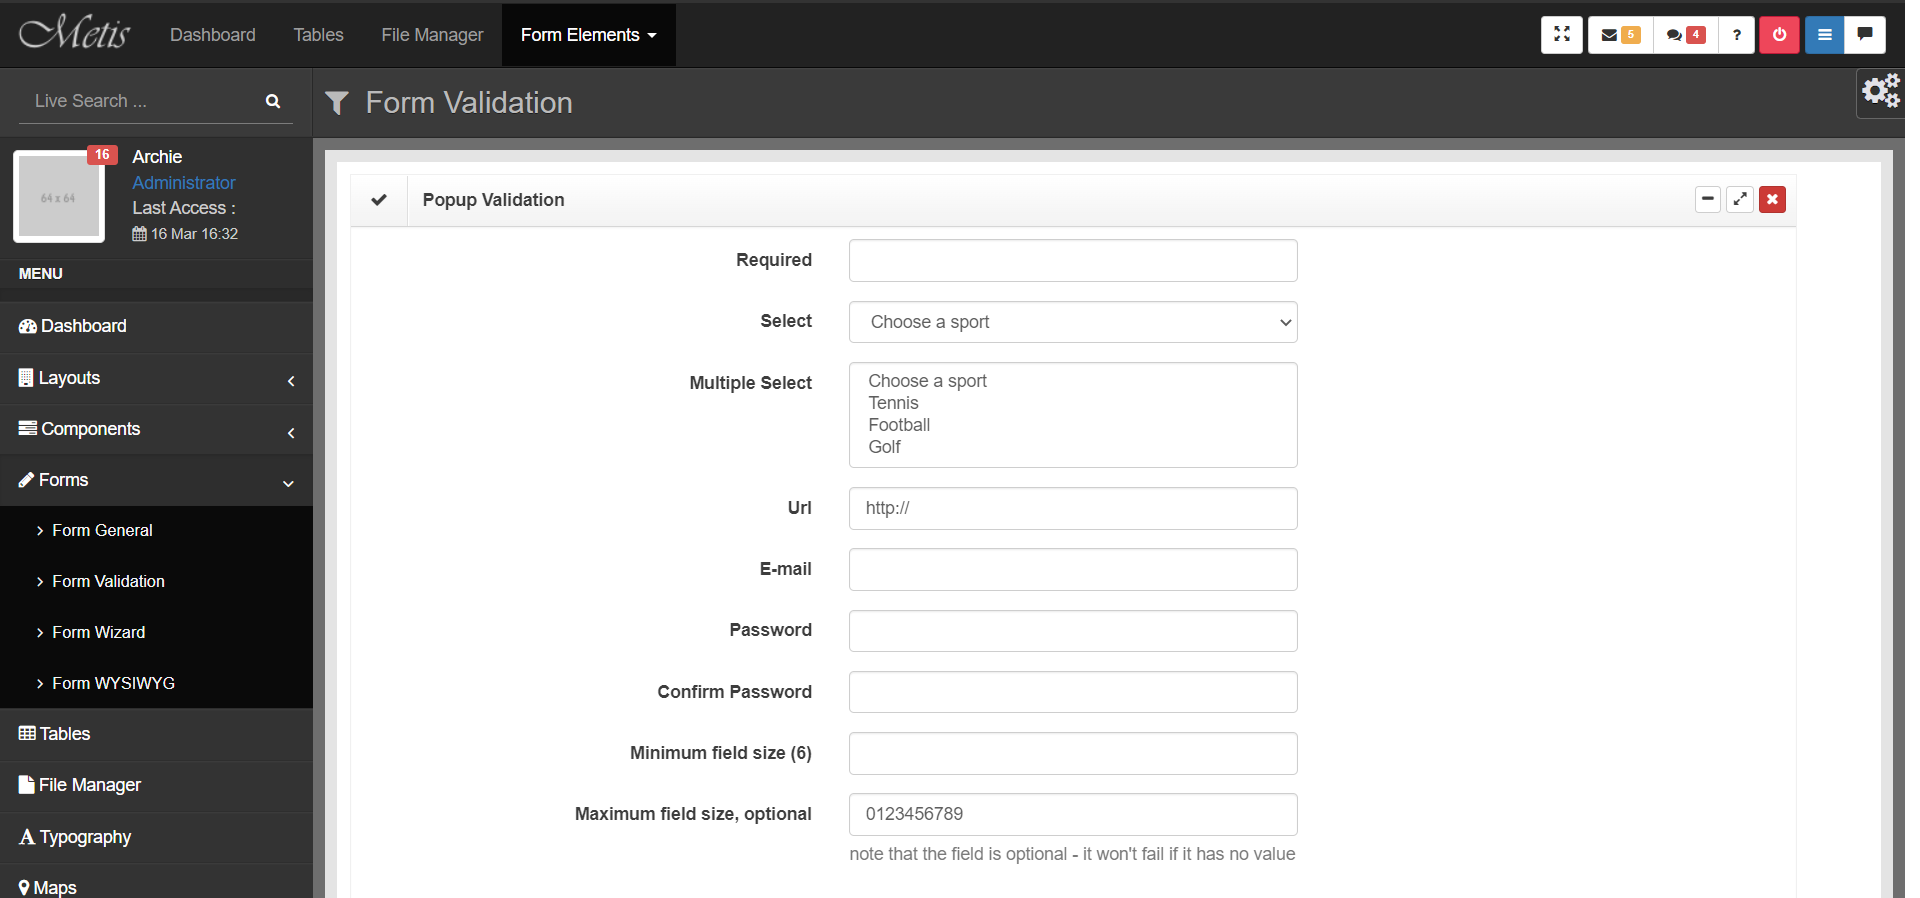 Metis
Dashboard
Tables
File Manager
Form Elements
5
4
?
Live Search ...
Form Validation
64 x 64
16
Archie
Administrator
Last Access :
16 Mar 16:32
MENU
Dashboard
Layouts
Components
Forms
Form General
Form Validation
Form Wizard
Form WYSIWYG
Tables
File Manager
Typography
Maps
Popup Validation
Required
Select
Choose a sport
Multiple Select
Choose a sport
Tennis
Football
Golf
Url
http://
E-mail
Password
Confirm Password
Minimum field size (6)
Maximum field size, optional
0123456789
note that the field is optional - it won't fail if it has no value